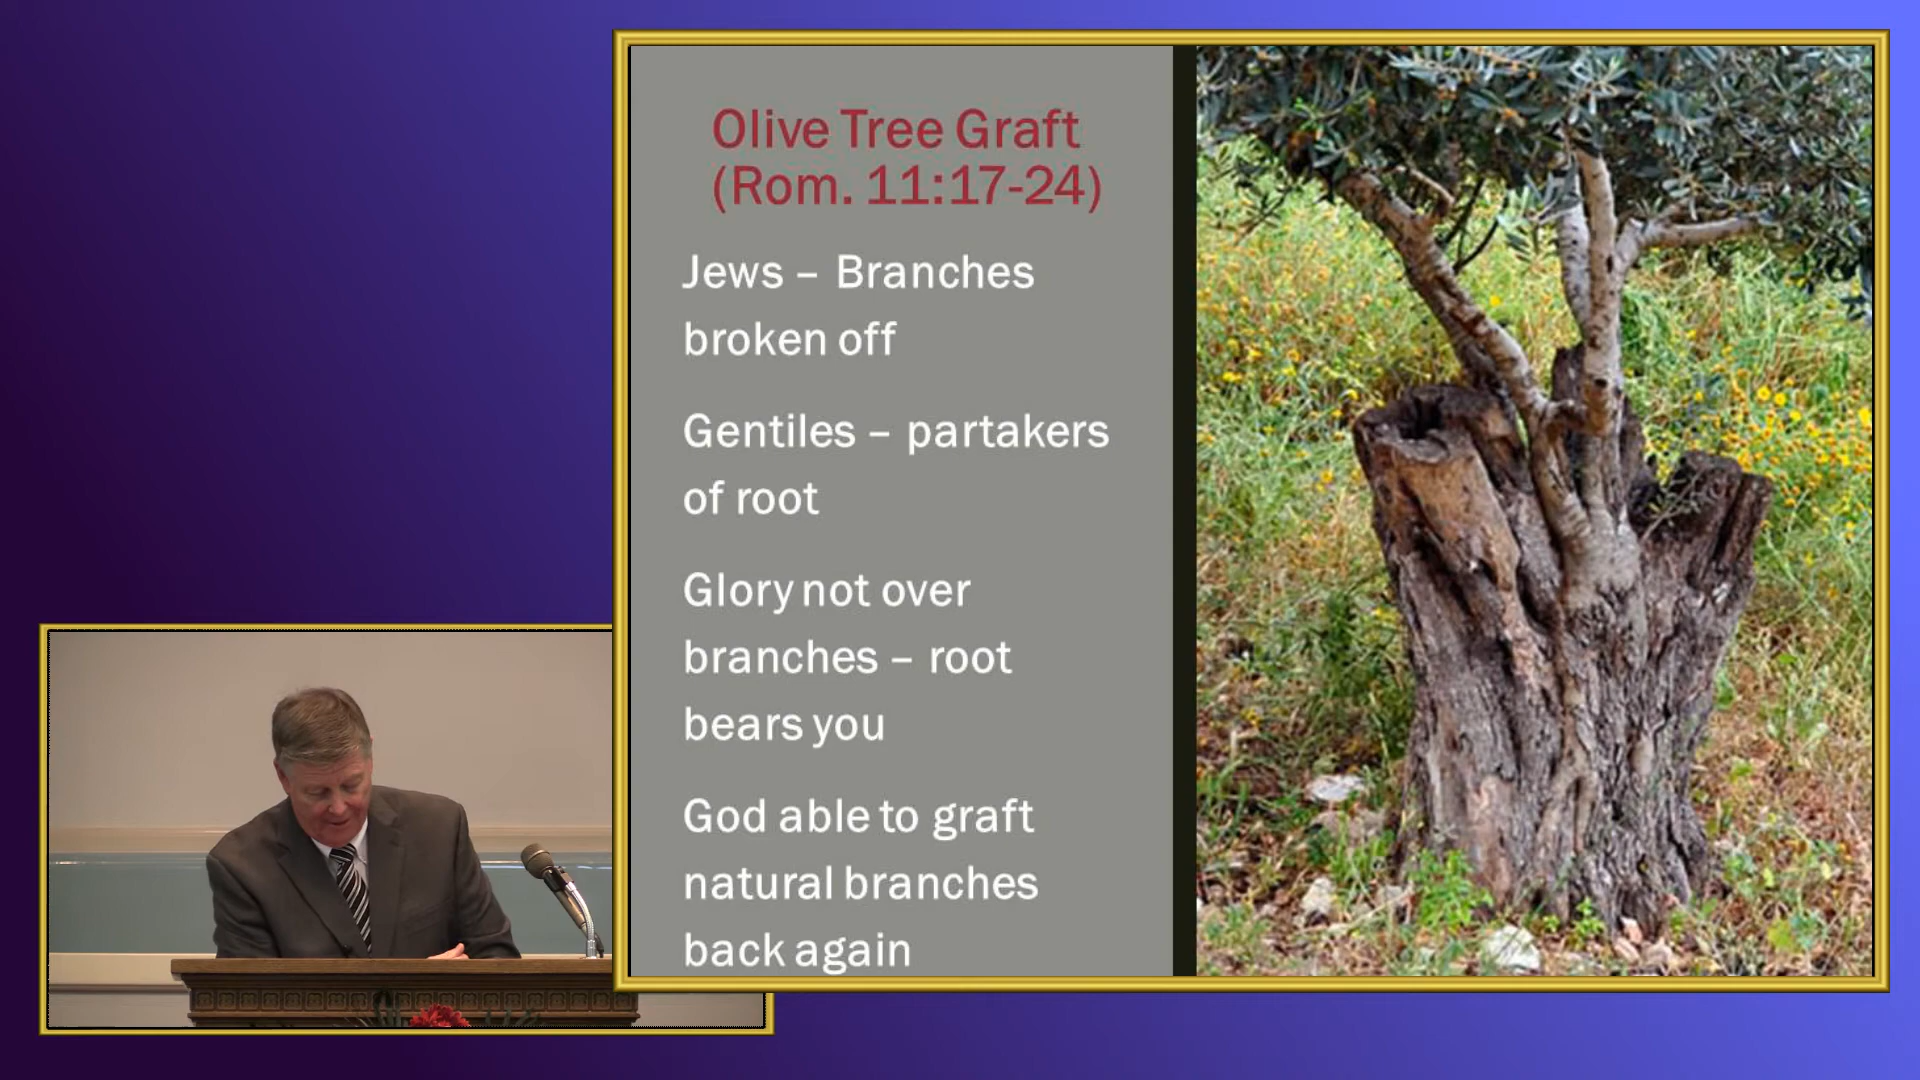 Olive Tree Graft
(Rom. 11:17-24)
Jews – Branches
broken off
Gentiles – partakers
of root
Glory not over
branches – root
bears you
God able to graft
natural branches
back again